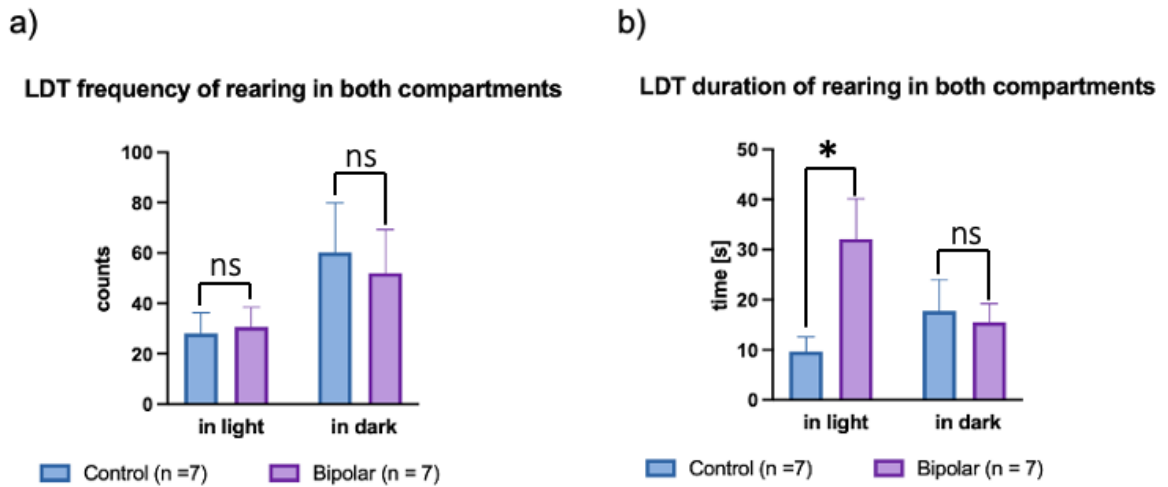 a)
LDT frequency of rearing in both compartments
100
80
60
40
20
0
counts
ns
ns
in light
in dark
Control (n =7)
Bipolar (n = 7)
b)
LDT duration of rearing in both compartments
50
40
30
20
10
0
time [s]
*
ns
in light
in dark
Control (n =7)
Bipolar (n = 7)